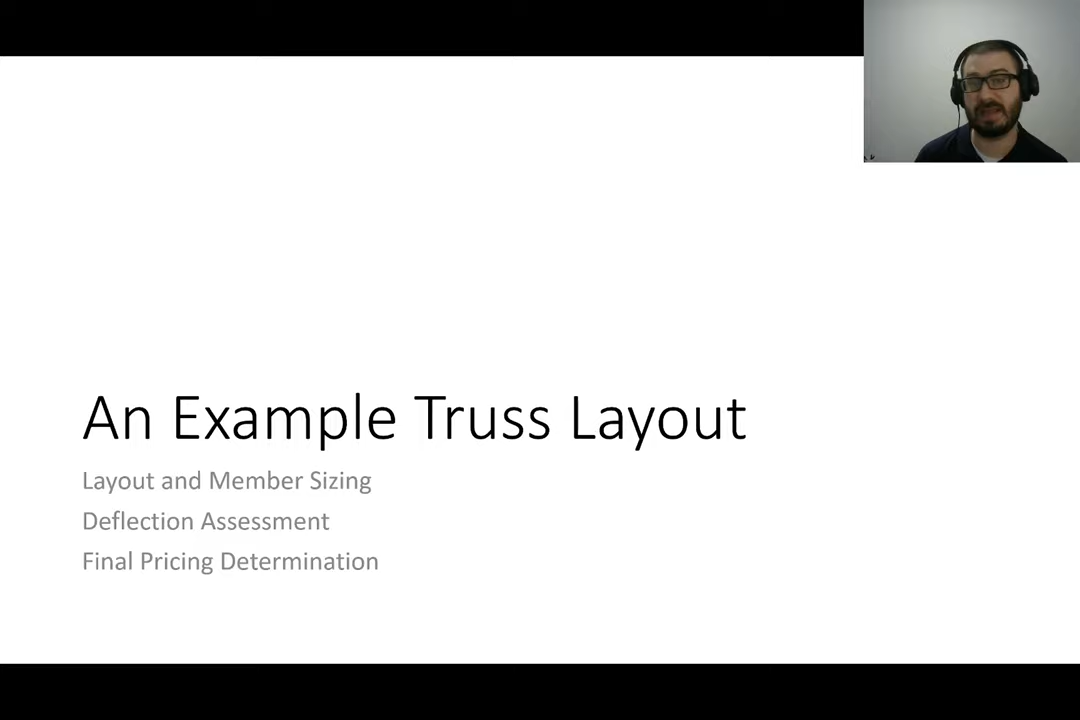 An Example Truss Layout
Layout and Member Sizing
Deflection Assessment
Final Pricing Determination